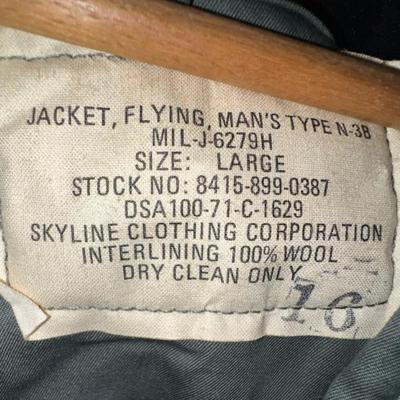 JACKET, FLYING, MAN'S TYPE N-3B
MIL-J-6279H
SIZE: LARGE
STOCK NO: 8415-899-0387
DSA100-71-C-1629
SKYLINE CLOTHING CORPORATION
INTERLINING 100% WOOL
DRY CLEAN ONLY
16